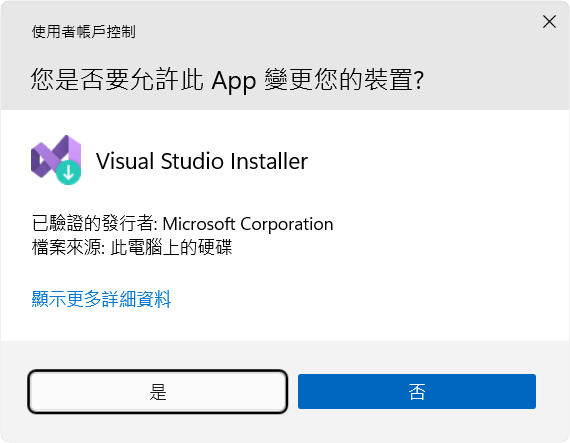 使用者帳戶控制
您是否要允許此 App 變更您的裝置?
Visual Studio Installer
已驗證的發行者: Microsoft Corporation
檔案來源: 此電腦上的硬碟
顯示更多詳細資料
是
否